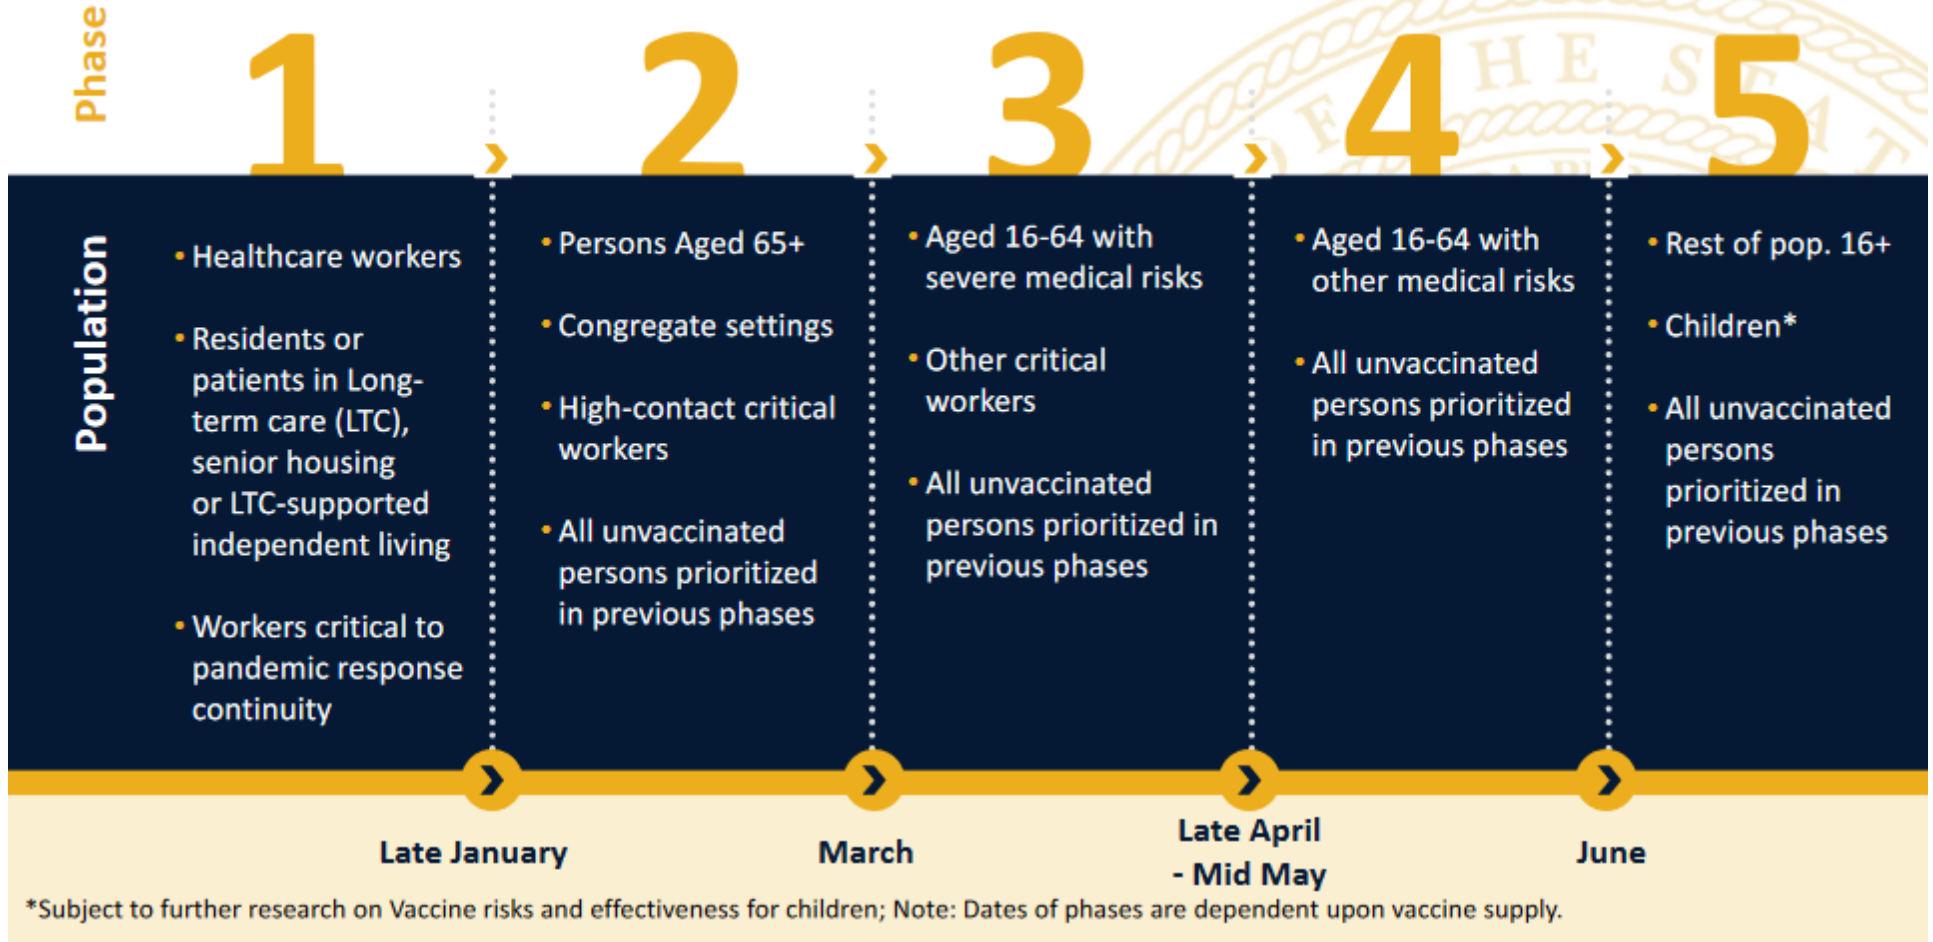 Phase
1
2
3
4
5
OF THE STAT
Population
• Healthcare workers
• Residents or
patients in Long-
term care (LTC),
senior housing
or LTC-supported
independent living
• Workers critical to
pandemic response
continuity
• Persons Aged 65+
• Congregate settings
• High-contact critical
workers
• All unvaccinated
persons prioritized
in previous phases
• Aged 16-64 with
severe medical risks
• Other critical
workers
• All unvaccinated
persons prioritized in
previous phases
• Aged 16-64 with
other medical risks
• All unvaccinated
persons prioritized
in previous phases
• Rest of pop. 16+
• Children*
• All unvaccinated
persons
prioritized in
previous phases
Late January
March
Late April
- Mid May
June
*Subject to further research on Vaccine risks and effectiveness for children; Note: Dates of phases are dependent upon vaccine supply.